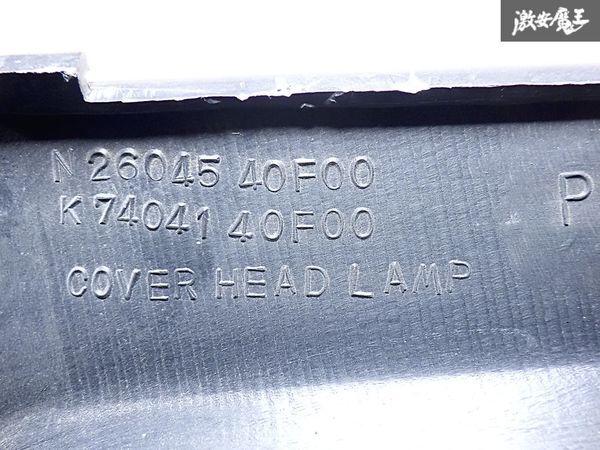 激安魔王
N 26045 40F00
K 74041 40F00
P
COVER HEAD LAMP